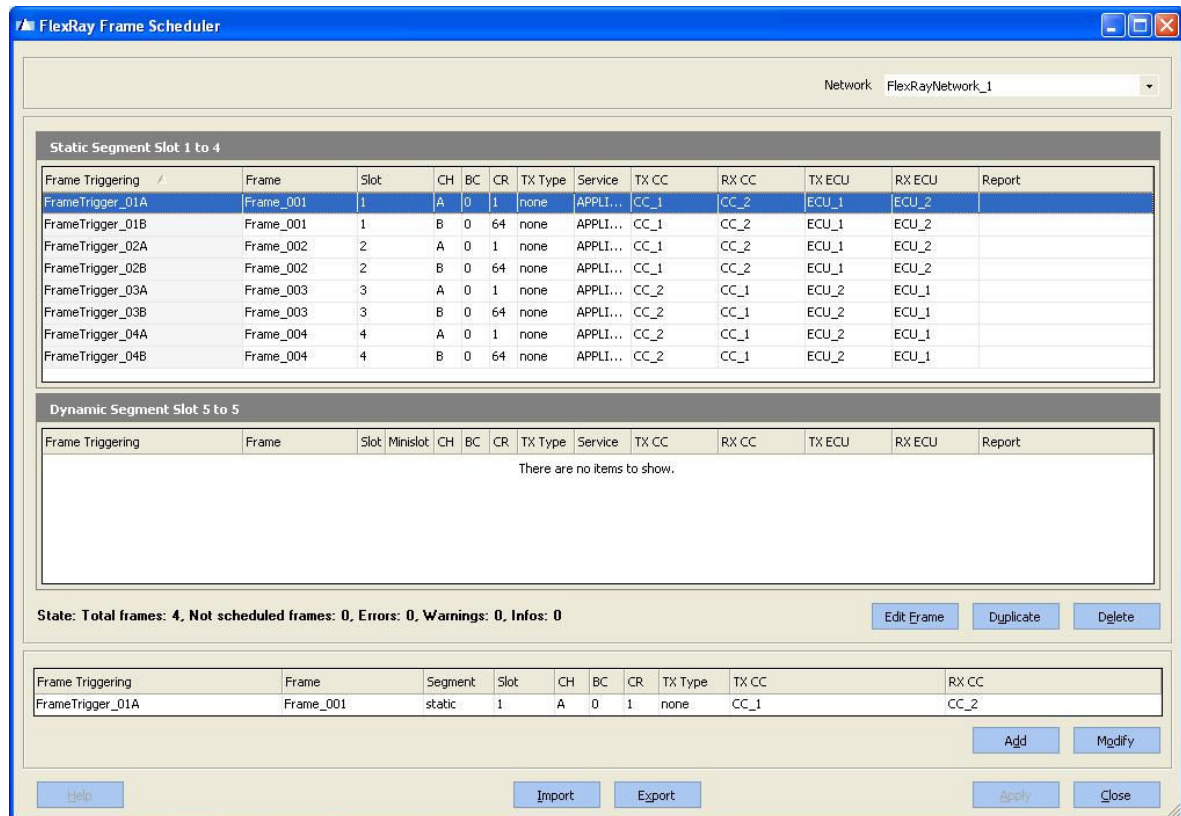 FlexRay Frame Scheduler
Network FlexRayNetwork_1
Static Segment Slot 1 to 4
Frame Triggering Frame Slot CH BC CR TX Type Service TX CC RX CC TX ECU RX ECU Report
FrameTrigger_01A Frame_001 1 A 0 1 none APPLI... CC_1 CC_2 ECU_1 ECU_2
FrameTrigger_01B Frame_001 1 B 0 64 none APPLI... CC_1 CC_2 ECU_1 ECU_2
FrameTrigger_02A Frame_002 2 A 0 1 none APPLI... CC_1 CC_2 ECU_1 ECU_2
FrameTrigger_02B Frame_002 2 B 0 64 none APPLI... CC_1 CC_2 ECU_1 ECU_2
FrameTrigger_03A Frame_003 3 A 0 1 none APPLI... CC_2 CC_1 ECU_2 ECU_1
FrameTrigger_03B Frame_003 3 B 0 64 none APPLI... CC_2 CC_1 ECU_2 ECU_1
FrameTrigger_04A Frame_004 4 A 0 1 none APPLI... CC_2 CC_1 ECU_2 ECU_1
FrameTrigger_04B Frame_004 4 B 0 64 none APPLI... CC_2 CC_1 ECU_2 ECU_1
Dynamic Segment Slot 5 to 5
Frame Triggering Frame Slot Minislot CH BC CR TX Type Service TX CC RX CC TX ECU RX ECU Report
There are no items to show.
State: Total frames: 4, Not scheduled frames: 0, Errors: 0, Warnings: 0, Infos: 0
Edit Frame Duplicate Delete
Frame Triggering Frame Segment Slot CH BC CR TX Type TX CC RX CC
FrameTrigger_01A Frame_001 static 1 A 0 1 none CC_1 CC_2
Add Modify
Help Import Export Apply Close